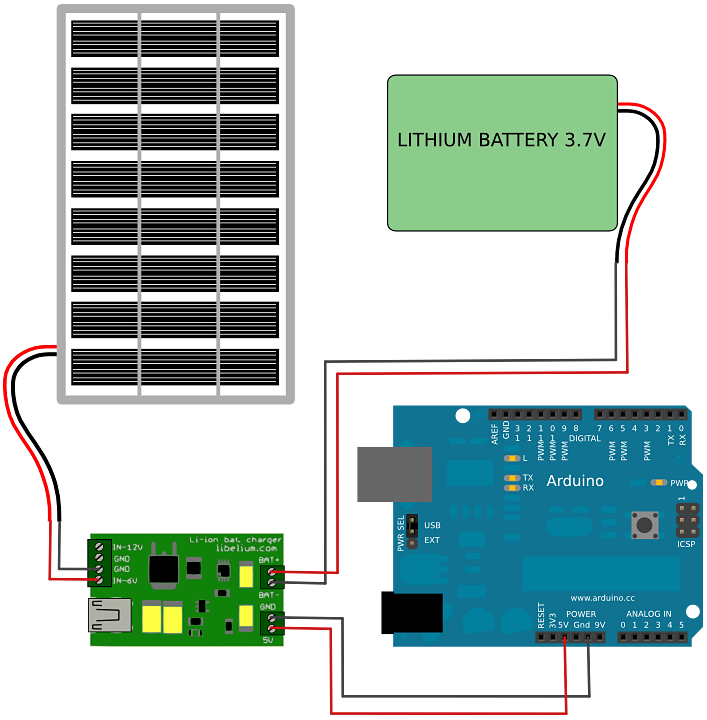 LITHIUM BATTERY 3.7V
Li-ion bat charger
libelium.com
IN-12V
GND
GND
IN-6V
BAT+
BAT-
GND
5V
AREF
GND
13
12
11
10
9
8
PWM
PWM
PWM
DIGITAL
7
6
5
4
3
2
1
0
PWM
PWM
PWM
TX
RX
L
TX
RX
Arduino
PWR
1
ICSP
PWR SEL
USB
EXT
www.arduino.cc
POWER
ANALOG IN
RESET
3V3
5V
Gnd
9V
0 1 2 3 4 5